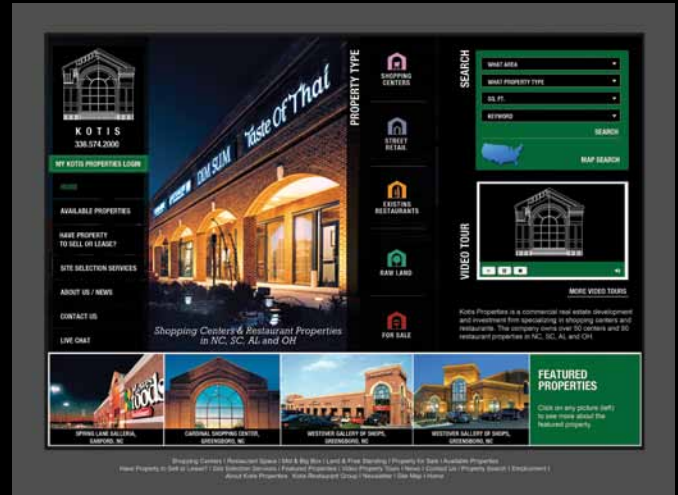 KOTIS
336.574.2000
MY KOTIS PROPERTIES LOGIN
HOME
AVAILABLE PROPERTIES
HAVE PROPERTY
TO SELL OR LEASE?
SITE SELECTION SERVICES
ABOUT US / NEWS
CONTACT US
LIVE CHAT
DIM SUM
Taste Of Thai
Shopping Centers & Restaurant Properties
in NC, SC, AL and OH
PROPERTY TYPE
SHOPPING
CENTERS
STREET
RETAIL
EXISTING
RESTAURANTS
RAW LAND
FOR SALE
SEARCH
WHAT AREA
WHAT PROPERTY TYPE
SQ. FT.
KEYWORD
SEARCH
MAP SEARCH
VIDEO TOUR
MORE VIDEO TOURS
Kotis Properties is a commercial real estate development
and investment firm specializing in shopping centers and
restaurants. The company owns over 50 centers and 90
restaurant properties in NC, SC, AL and OH.
Lowes foods
SPRING LANE GALLERIA,
SANFORD, NC
CARDINAL SHOPPING CENTER,
GREENSBORO, NC
WESTOVER GALLERY OF SHOPS,
GREENSBORO, NC
WESTOVER GALLERY OF SHOPS,
GREENSBORO, NC
FEATURED
PROPERTIES
Click on any picture (left)
to see more about the
featured property.
Shopping Centers | Restaurant Space | Mid & Big Box | Land & Free Standing | Property for Sale | Available Properties
Have Property to Sell or Lease? | Site Selection Services | Featured Properties | Video Property Tours | News | Contact Us | Property Search | Employment |
About Kotis Properties Kotis Restaurant Group | Newsletter | Site Map | Home